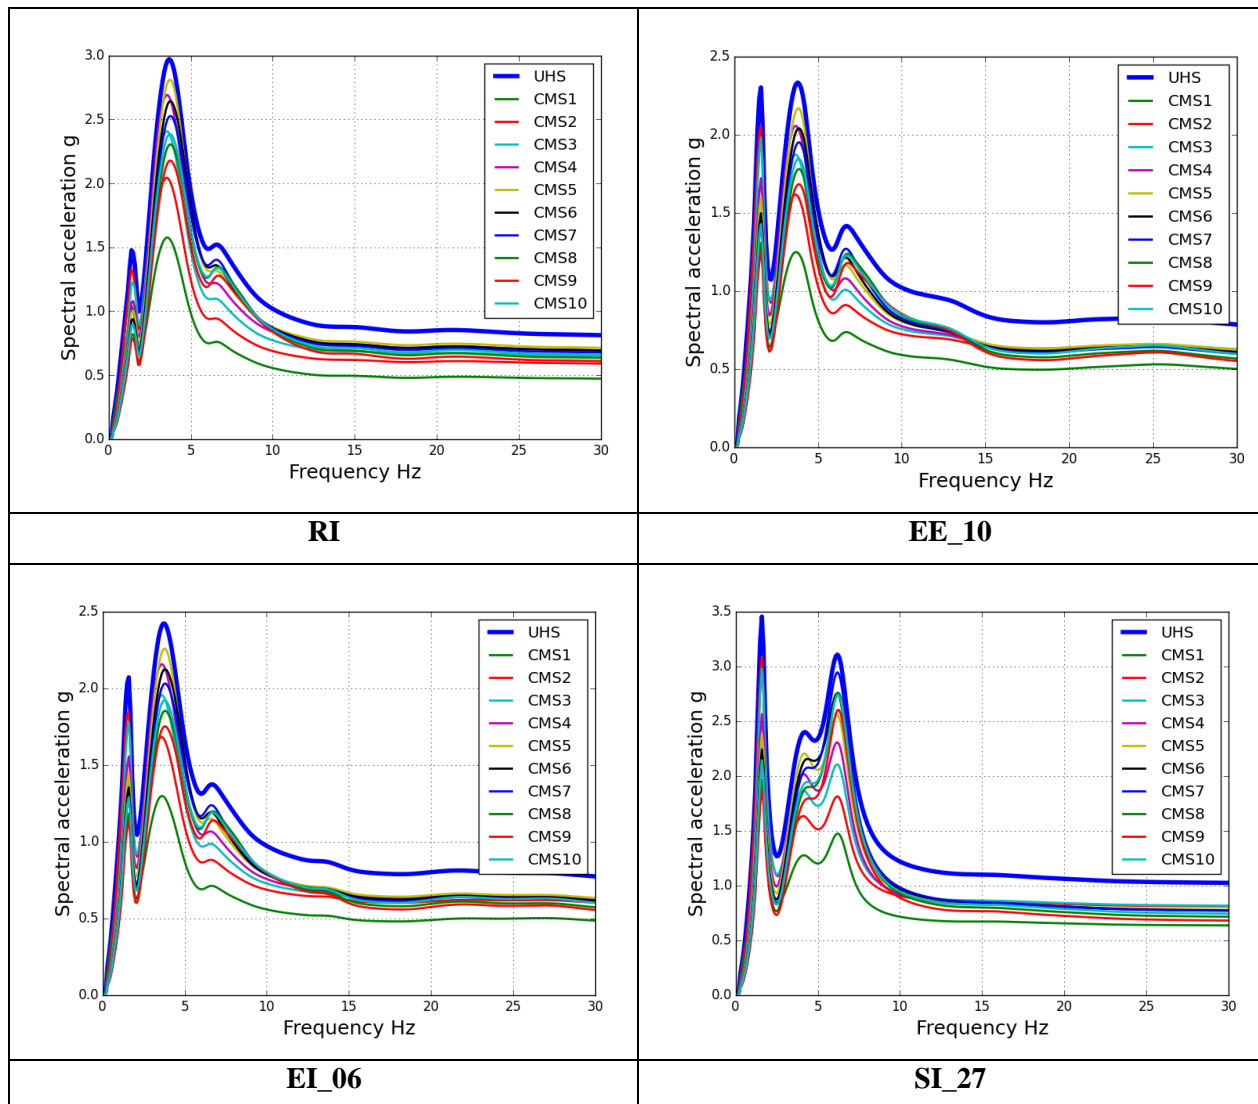 3.0
2.5
2.0
1.5
1.0
0.5
0.0
Spectral acceleration g
0 5 10 15 20 25 30
Frequency Hz
UHS
CMS1
CMS2
CMS3
CMS4
CMS5
CMS6
CMS7
CMS8
CMS9
CMS10
RI
2.5
2.0
1.5
1.0
0.5
0.0
Spectral acceleration g
0 5 10 15 20 25 30
Frequency Hz
UHS
CMS1
CMS2
CMS3
CMS4
CMS5
CMS6
CMS7
CMS8
CMS9
CMS10
EE_10
2.5
2.0
1.5
1.0
0.5
0.0
Spectral acceleration g
0 5 10 15 20 25 30
Frequency Hz
UHS
CMS1
CMS2
CMS3
CMS4
CMS5
CMS6
CMS7
CMS8
CMS9
CMS10
EI_06
3.5
3.0
2.5
2.0
1.5
1.0
0.5
0.0
Spectral acceleration g
0 5 10 15 20 25 30
Frequency Hz
UHS
CMS1
CMS2
CMS3
CMS4
CMS5
CMS6
CMS7
CMS8
CMS9
CMS10
SI_27